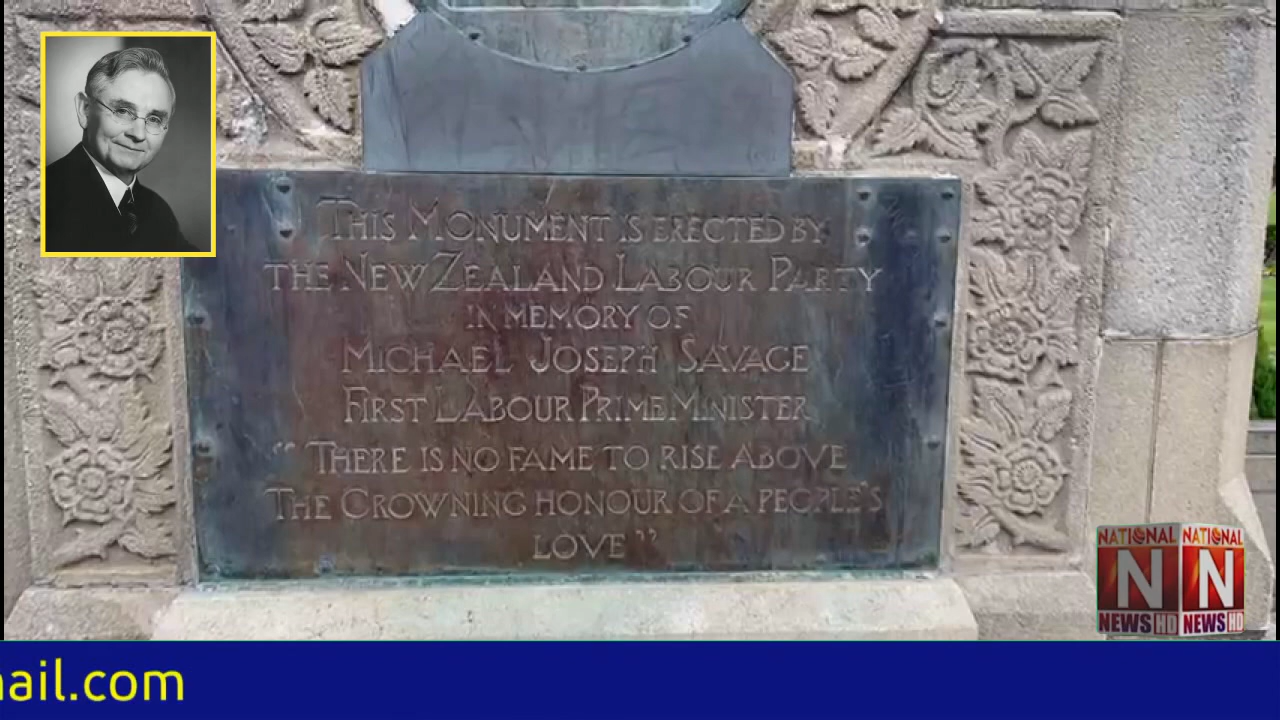 This Monument is erected by
the New Zealand Labour Party
in memory of
Michael Joseph Savage
First Labour Prime Minister
“There is no fame to rise above
The Crowning honour of a people's
love”
NATIONAL NATIONAL
N N
NEWS HD NEWS HD
ail.com